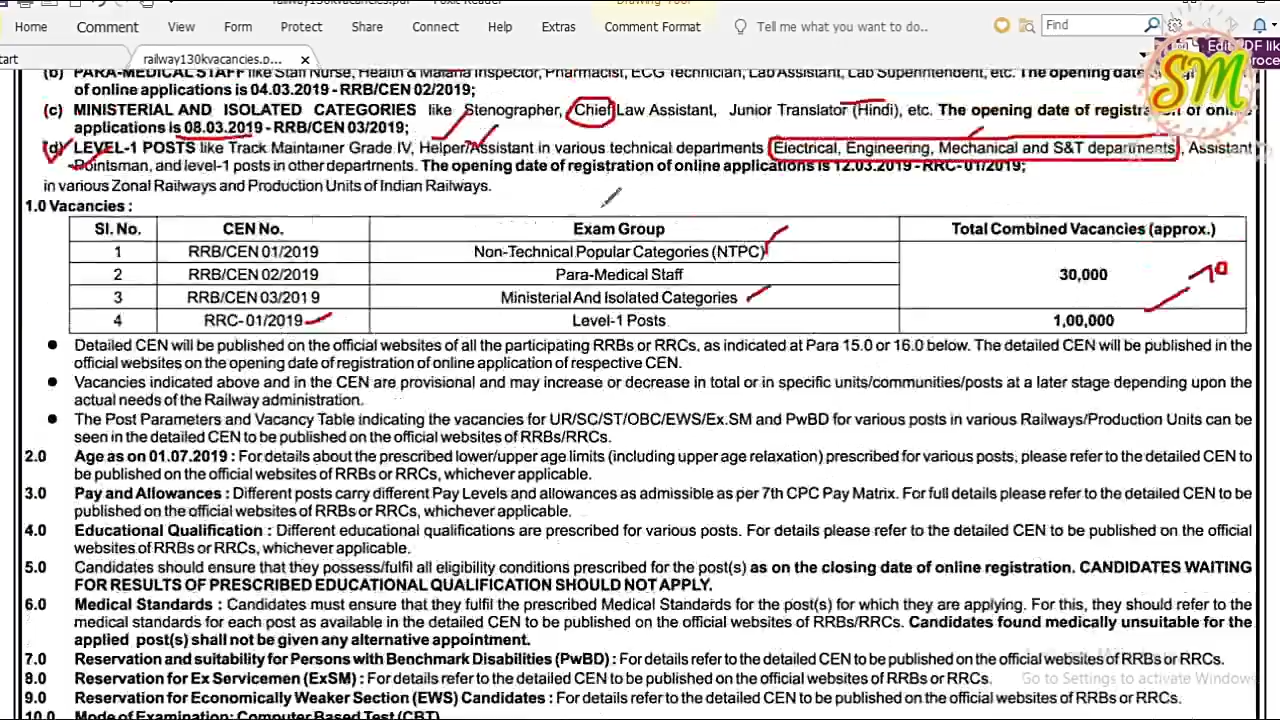 railway130kvacancies.pdf - Foxit Reader
Drawing Tool
Home Comment View Form Protect Share Connect Help Extras Comment Format Tell me what you want to do.. Find
tart railway130kvacancies.p... × Edit PDF lik
SM
(b) PARA-MEDICAL STAFF like Staff Nurse, Health & Malaria Inspector, Pharmacist, ECG Technician, Lab Assistant, Lab Superintendent, etc. The opening date
of online applications is 04.03.2019 - RRB/CEN 02/2019;
(c) MINISTERIAL AND ISOLATED CATEGORIES like Stenographer, Chief Law Assistant, Junior Translator (Hindi), etc. The opening date of registration of online
applications is 08.03.2019 - RRB/CEN 03/2019;
(d) LEVEL-1 POSTS like Track Maintainer Grade IV, Helper/Assistant in various technical departments (Electrical, Engineering, Mechanical and S&T departments), Assistant
Pointsman, and level-1 posts in other departments. The opening date of registration of online applications is 12.03.2019 - RRC- 01/2019;
in various Zonal Railways and Production Units of Indian Railways.
1.0 Vacancies :
Sl. No. CEN No. Exam Group Total Combined Vacancies (approx.)
1 RRB/CEN 01/2019 Non-Technical Popular Categories (NTPC)
2 RRB/CEN 02/2019 Para-Medical Staff 30,000
3 RRB/CEN 03/2019 Ministerial And Isolated Categories
4 RRC- 01/2019 Level-1 Posts 1,00,000
● Detailed CEN will be published on the official websites of all the participating RRBs or RRCs, as indicated at Para 15.0 or 16.0 below. The detailed CEN will be published in the
official websites on the opening date of registration of online application of respective CEN.
● Vacancies indicated above and in the CEN are provisional and may increase or decrease in total or in specific units/communities/posts at a later stage depending upon the
actual needs of the Railway administration.
● The Post Parameters and Vacancy Table indicating the vacancies for UR/SC/ST/OBC/EWS/Ex.SM and PwBD for various posts in various Railways/Production Units can be
seen in the detailed CEN to be published on the official websites of RRBs/RRCs.
2.0 Age as on 01.07.2019 : For details about the prescribed lower/upper age limits (including upper age relaxation) prescribed for various posts, please refer to the detailed CEN to
be published on the official websites of RRBs or RRCs, whichever applicable.
3.0 Pay and Allowances : Different posts carry different Pay Levels and allowances as admissible as per 7th CPC Pay Matrix. For full details please refer to the detailed CEN to be
published on the official websites of RRBs or RRCs, whichever applicable.
4.0 Educational Qualification : Different educational qualifications are prescribed for various posts. For details please refer to the detailed CEN to be published on the official
websites of RRBs or RRCs, whichever applicable.
5.0 Candidates should ensure that they possess/fulfil all eligibility conditions prescribed for the post(s) as on the closing date of online registration. CANDIDATES WAITING
FOR RESULTS OF PRESCRIBED EDUCATIONAL QUALIFICATION SHOULD NOT APPLY.
6.0 Medical Standards : Candidates must ensure that they fulfil the prescribed Medical Standards for the post(s) for which they are applying. For this, they should refer to the
medical standards for each post as available in the detailed CEN to be published on the official websites of RRBs/RRCs. Candidates found medically unsuitable for the
applied post(s) shall not be given any alternative appointment.
7.0 Reservation and suitability for Persons with Benchmark Disabilities (PwBD) : For details refer to the detailed CEN to be published on the official websites of RRBs or RRCs.
8.0 Reservation for Ex Servicemen (ExSM) : For details refer to the detailed CEN to be published on the official websites of RRBs or RRCs.
Go to Settings to activate Windows
9.0 Reservation for Economically Weaker Section (EWS) Candidates : For details refer to the detailed CEN to be published on the official websites of RRBs or RRCs.
10.0 Mode of Examination: Computer Based Test (CBT)